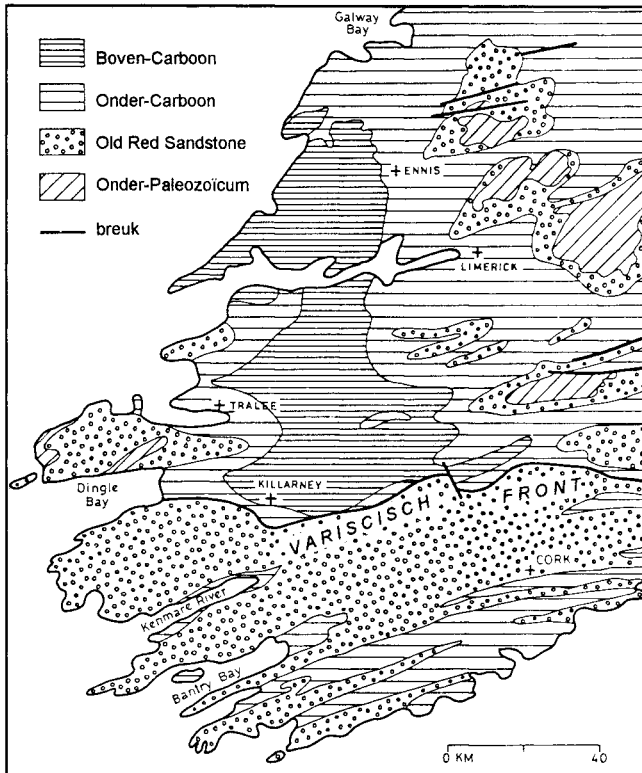 Galway
Bay
Boven-Carboon
Onder-Carboon
Old Red Sandstone
Onder-Paleozoïcum
breuk
ENNIS
LIMERICK
TRALEE
Dingle
Bay
KILLARNEY
VARISCISCH FRONT
CORK
Kenmare River
Bantry Bay
0 KM 40